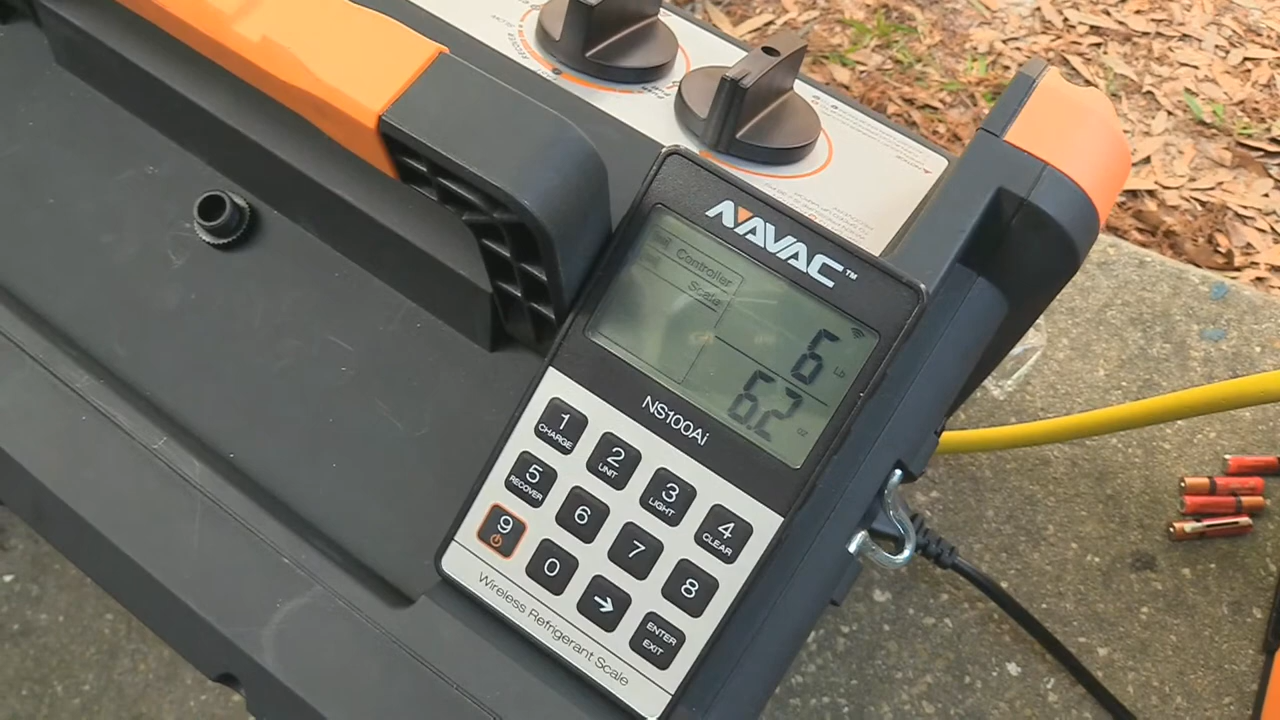 NAVAC™
Controller
Scale
6 Lb
6.2 oz
NS100Ai
1 CHARGE
2 UNIT
3 LIGHT
4 CLEAR
5 RECOVER
6
7
8
9
0
→
ENTER
EXIT
Wireless Refrigerant Scale